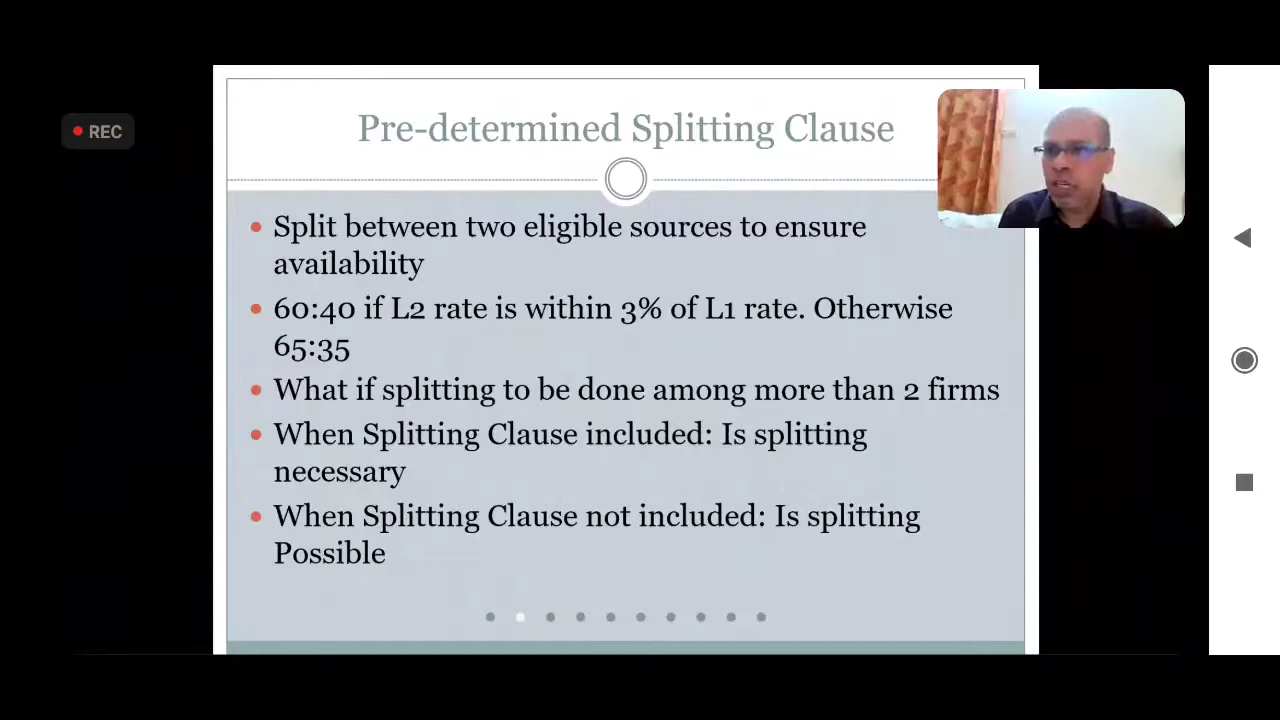 REC
Pre-determined Splitting Clause
Split between two eligible sources to ensure
availability
60:40 if L2 rate is within 3% of L1 rate. Otherwise
65:35
What if splitting to be done among more than 2 firms
When Splitting Clause included: Is splitting
necessary
When Splitting Clause not included: Is splitting
Possible